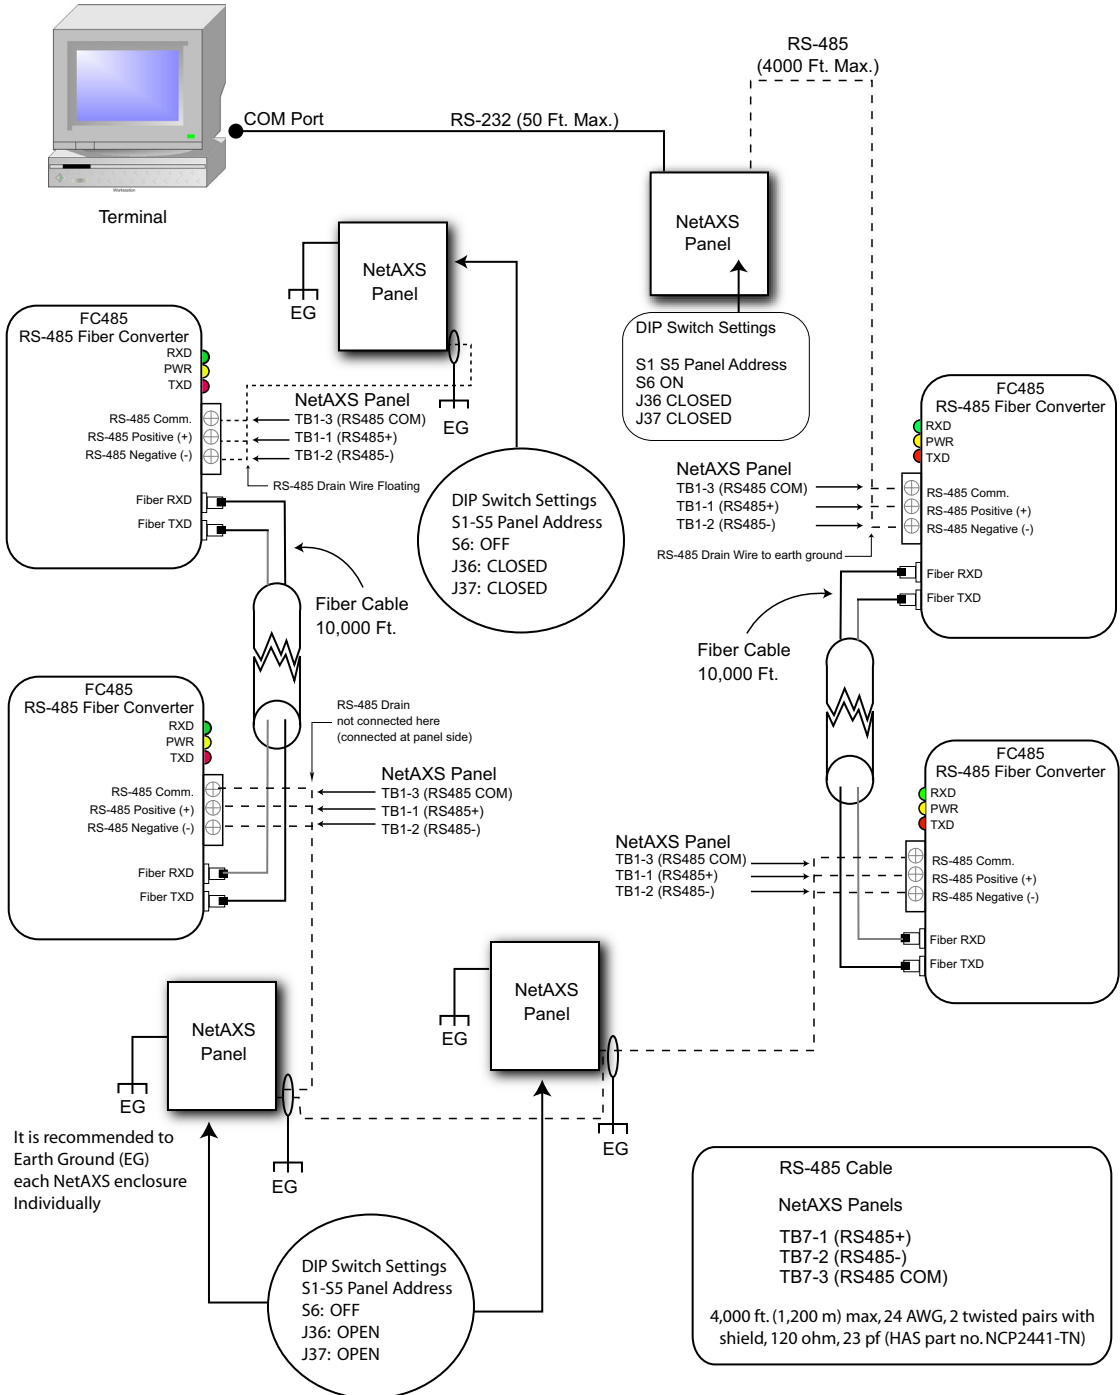 RS-485
(4000 Ft. Max.)
COM Port
RS-232 (50 Ft. Max.)
Workstation
Terminal
NetAXS
Panel
NetAXS
Panel
EG
EG
DIP Switch Settings
S1 S5 Panel Address
S6 ON
J36 CLOSED
J37 CLOSED
FC485
RS-485 Fiber Converter
RXD
PWR
TXD
RS-485 Comm.
RS-485 Positive (+)
RS-485 Negative (-)
Fiber RXD
Fiber TXD
NetAXS Panel
TB1-3 (RS485 COM)
TB1-1 (RS485+)
TB1-2 (RS485-)
RS-485 Drain Wire Floating
DIP Switch Settings
S1-S5 Panel Address
S6: OFF
J36: CLOSED
J37: CLOSED
Fiber Cable
10,000 Ft.
FC485
RS-485 Fiber Converter
RXD
PWR
TXD
NetAXS Panel
TB1-3 (RS485 COM)
TB1-1 (RS485+)
TB1-2 (RS485-)
RS-485 Comm.
RS-485 Positive (+)
RS-485 Negative (-)
RS-485 Drain Wire to earth ground
Fiber RXD
Fiber TXD
Fiber Cable
10,000 Ft.
FC485
RS-485 Fiber Converter
RXD
PWR
TXD
RS-485 Comm.
RS-485 Positive (+)
RS-485 Negative (-)
Fiber RXD
Fiber TXD
RS-485 Drain
not connected here
(connected at panel side)
NetAXS Panel
TB1-3 (RS485 COM)
TB1-1 (RS485+)
TB1-2 (RS485-)
FC485
RS-485 Fiber Converter
RXD
PWR
TXD
NetAXS Panel
TB1-3 (RS485 COM)
TB1-1 (RS485+)
TB1-2 (RS485-)
RS-485 Comm.
RS-485 Positive (+)
RS-485 Negative (-)
Fiber RXD
Fiber TXD
NetAXS
Panel
EG
EG
NetAXS
Panel
EG
EG
It is recommended to
Earth Ground (EG)
each NetAXS enclosure
Individually
DIP Switch Settings
S1-S5 Panel Address
S6: OFF
J36: OPEN
J37: OPEN
RS-485 Cable
NetAXS Panels
TB7-1 (RS485+)
TB7-2 (RS485-)
TB7-3 (RS485 COM)
4,000 ft. (1,200 m) max, 24 AWG, 2 twisted pairs with
shield, 120 ohm, 23 pf (HAS part no. NCP2441-TN)